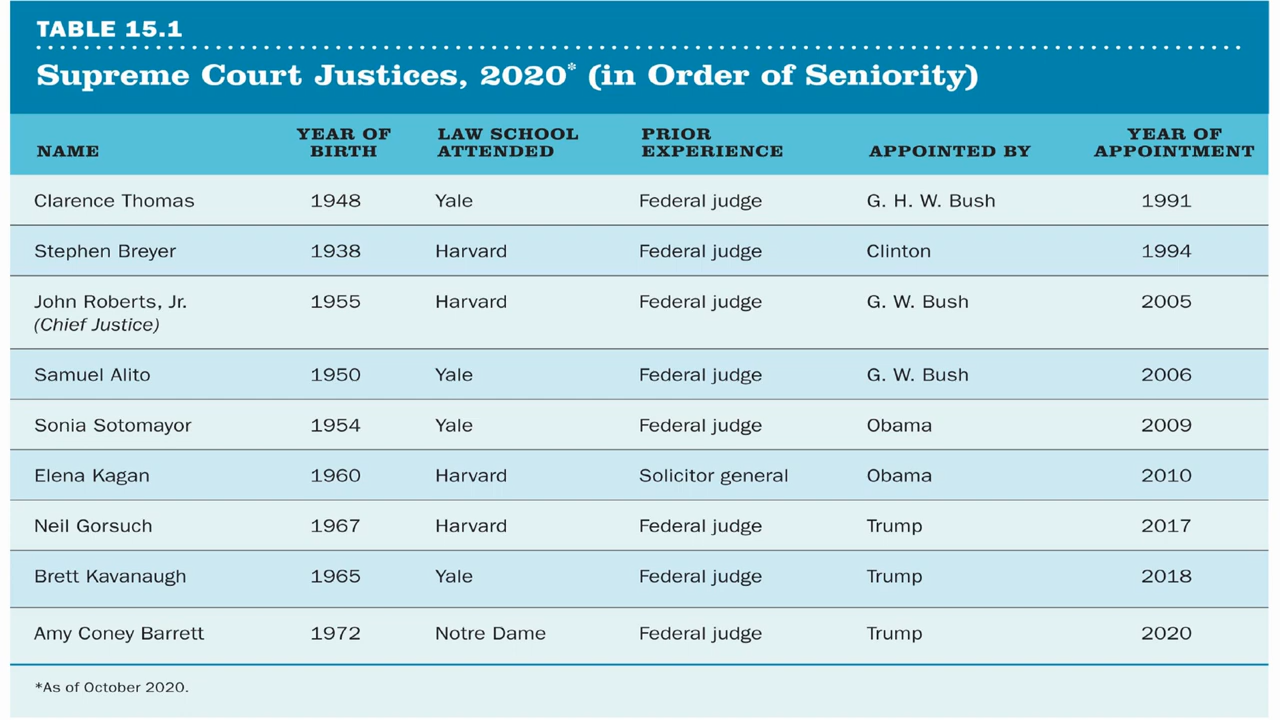 TABLE 15.1
Supreme Court Justices, 2020* (in Order of Seniority)
NAME YEAR OF BIRTH LAW SCHOOL ATTENDED PRIOR EXPERIENCE APPOINTED BY YEAR OF APPOINTMENT
Clarence Thomas 1948 Yale Federal judge G. H. W. Bush 1991
Stephen Breyer 1938 Harvard Federal judge Clinton 1994
John Roberts, Jr. 1955 Harvard Federal judge G. W. Bush 2005
(Chief Justice)
Samuel Alito 1950 Yale Federal judge G. W. Bush 2006
Sonia Sotomayor 1954 Yale Federal judge Obama 2009
Elena Kagan 1960 Harvard Solicitor general Obama 2010
Neil Gorsuch 1967 Harvard Federal judge Trump 2017
Brett Kavanaugh 1965 Yale Federal judge Trump 2018
Amy Coney Barrett 1972 Notre Dame Federal judge Trump 2020
*As of October 2020.